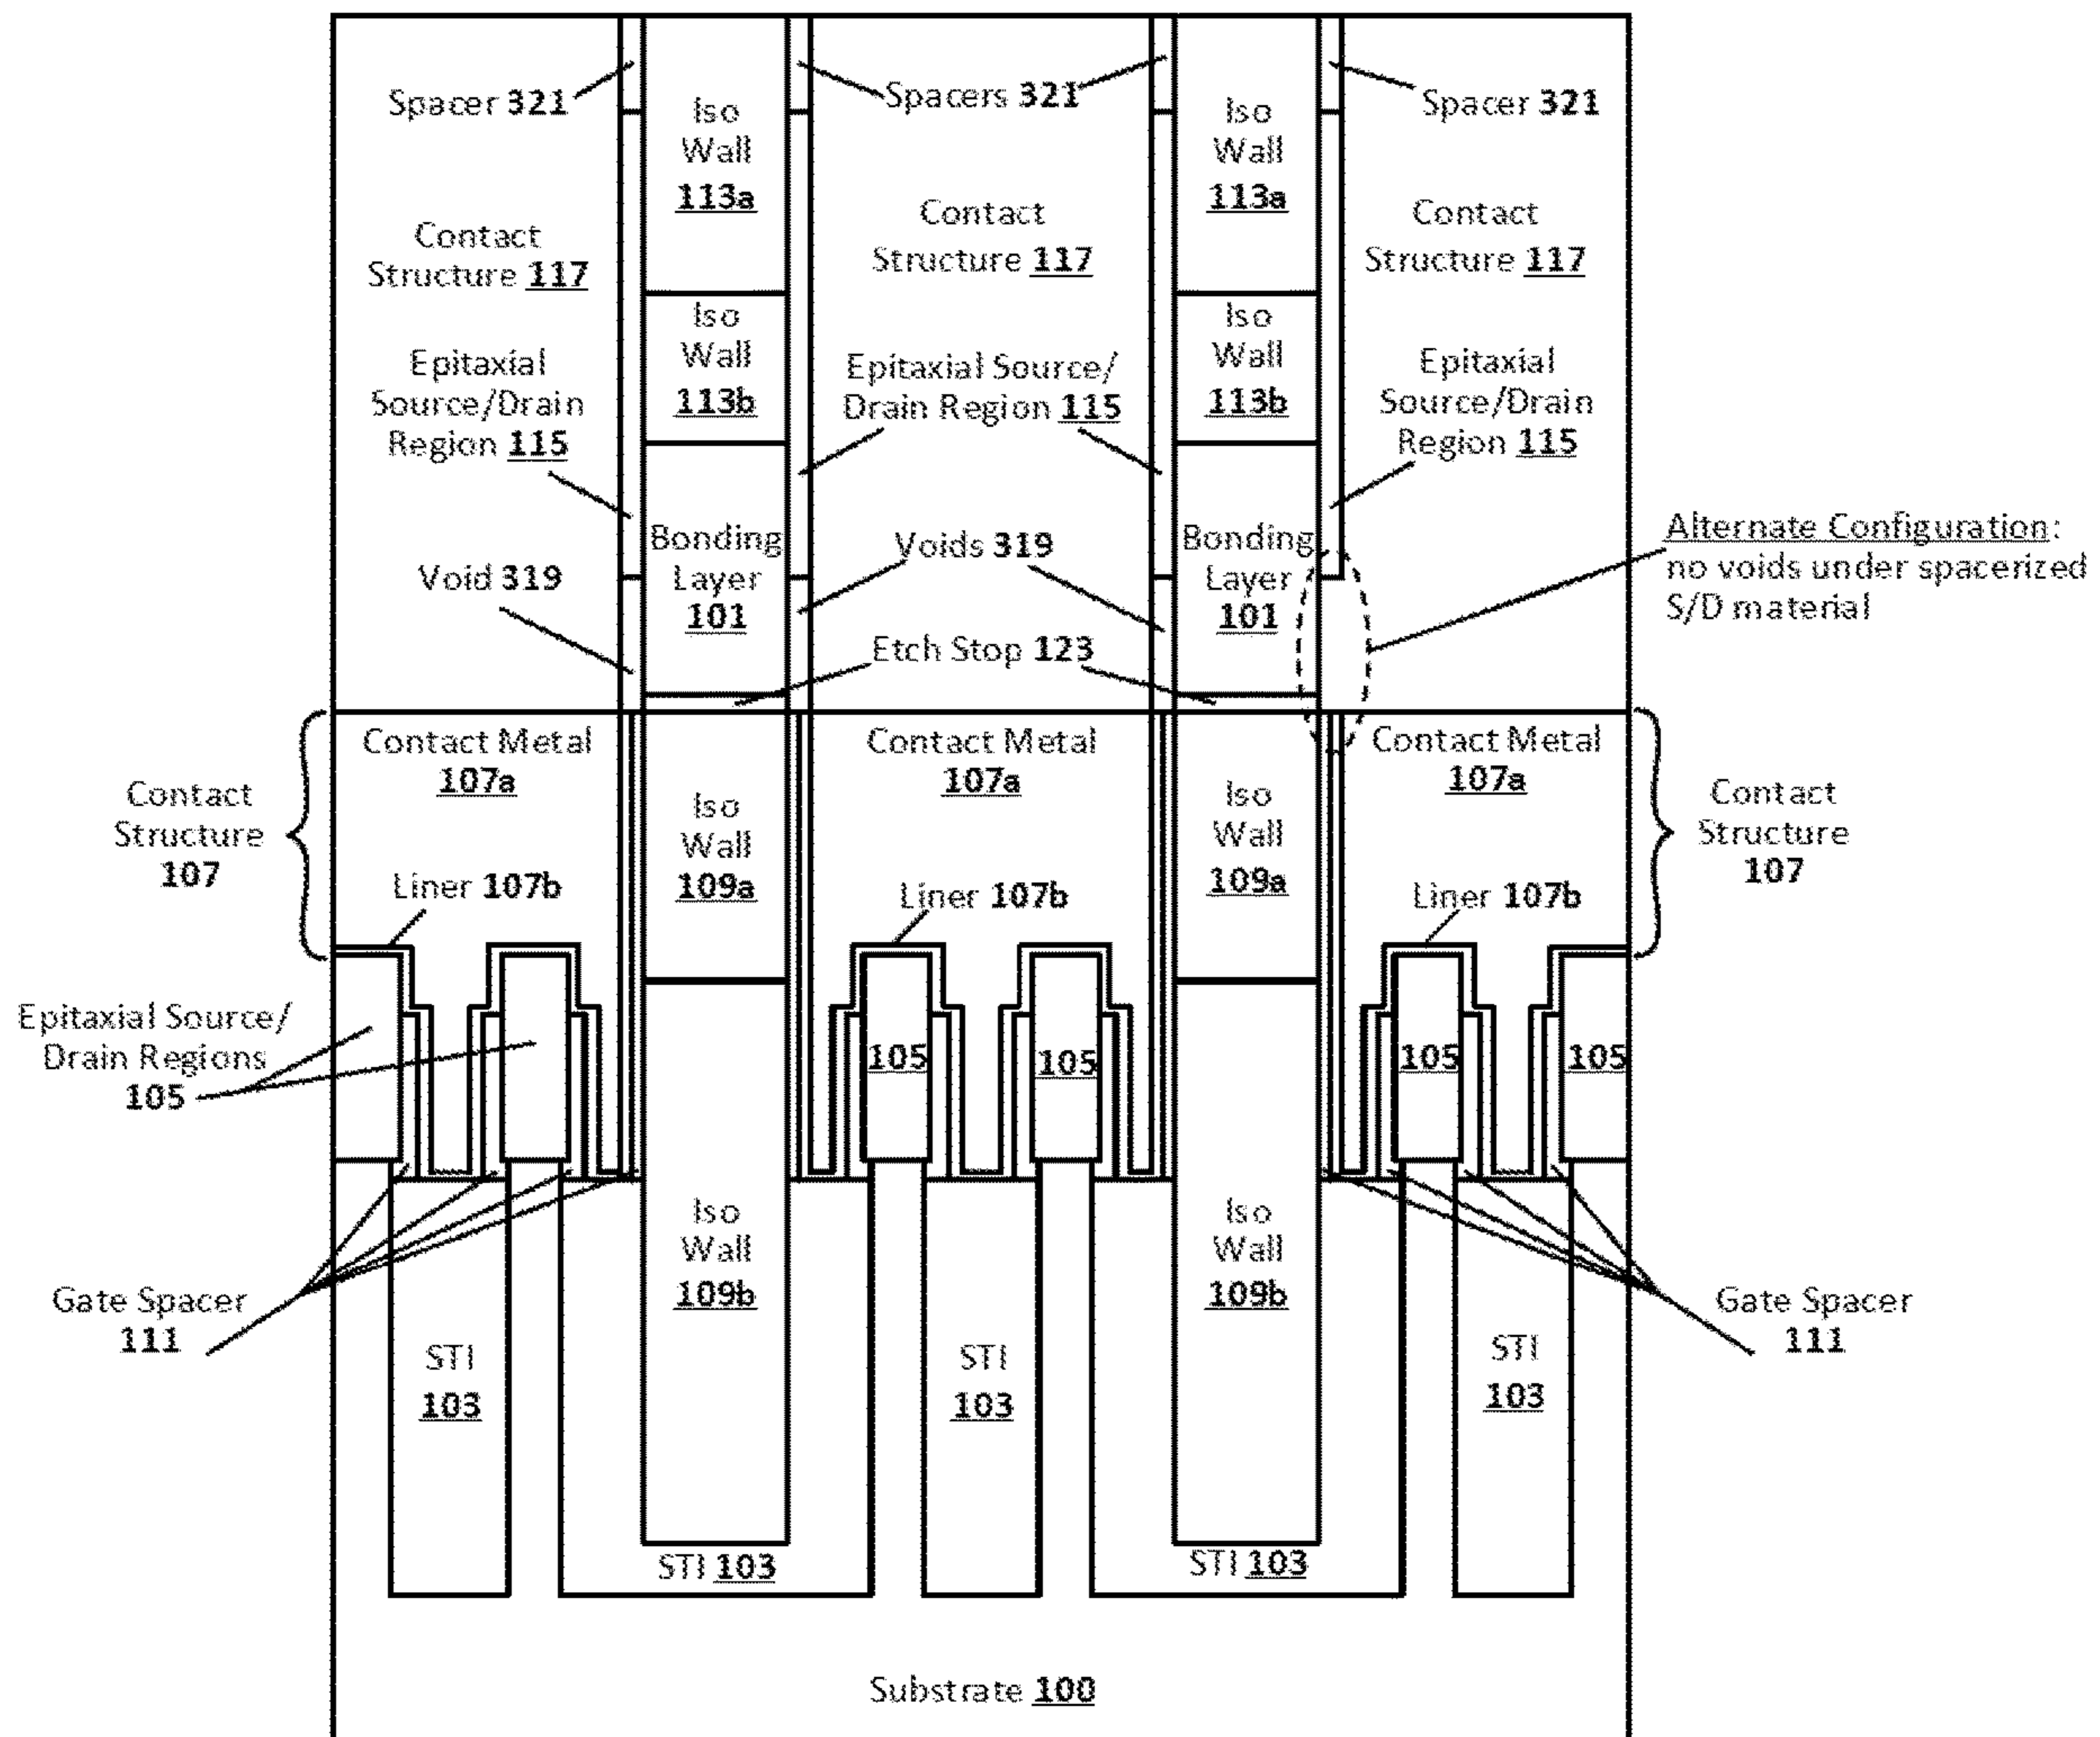 Spacer 321
Iso
Wall
113a
Spacers 321
Iso
Wall
113a
Spacer 321
Contact
Structure 117
Contact
Structure 117
Contact
Structure 117
Iso
Wall
113b
Iso
Wall
113b
Epitaxial
Source/Drain
Region 115
Epitaxial Source/
Drain Region 115
Epitaxial
Source/Drain
Region 115
Bonding
Layer
101
Bonding
Layer
101
Void 319
Voids 319
Alternate Configuration:
no voids under spacerized
S/D material
Etch Stop 123
Contact
Structure
107
Contact Metal
107a
Iso
Wall
109a
Contact Metal
107a
Iso
Wall
109a
Contact Metal
107a
Contact
Structure
107
Liner 107b
Liner 107b
Liner 107b
Epitaxial Source/
Drain Regions
105
105
105
105
105
Iso
Wall
109b
Iso
Wall
109b
Gate Spacer
111
Gate Spacer
111
STI
103
STI
103
STI
103
STI 103
STI 103
Substrate 100